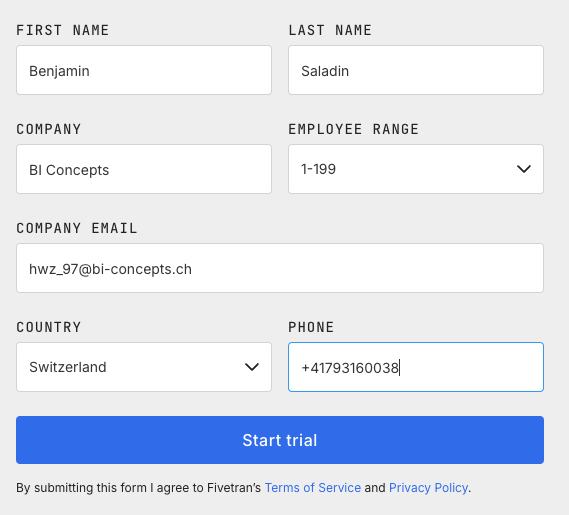 FIRST NAME
LAST NAME
Benjamin
Saladin
COMPANY
EMPLOYEE RANGE
BI Concepts
1-199
COMPANY EMAIL
hwz_97@bi-concepts.ch
COUNTRY
PHONE
Switzerland
+41793160038
Start trial
By submitting this form I agree to Fivetran’s Terms of Service and Privacy Policy.